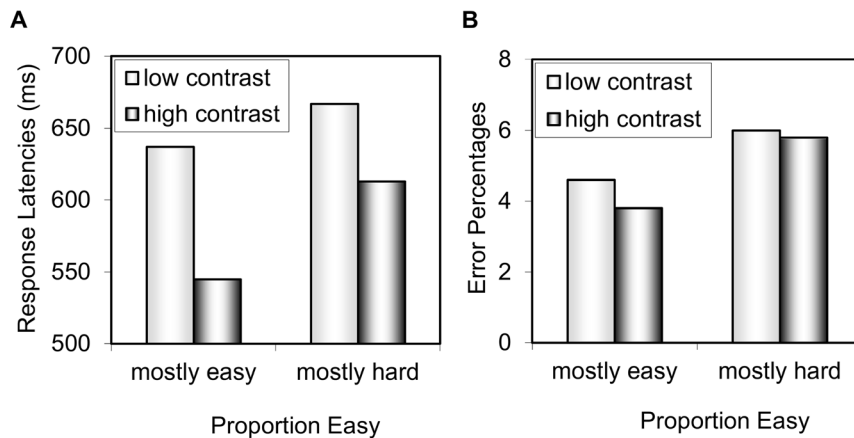 A
Response Latencies (ms)
700
650
600
550
500
low contrast
high contrast
mostly easy
mostly hard
Proportion Easy
B
Error Percentages
8
6
4
2
0
low contrast
high contrast
mostly easy
mostly hard
Proportion Easy